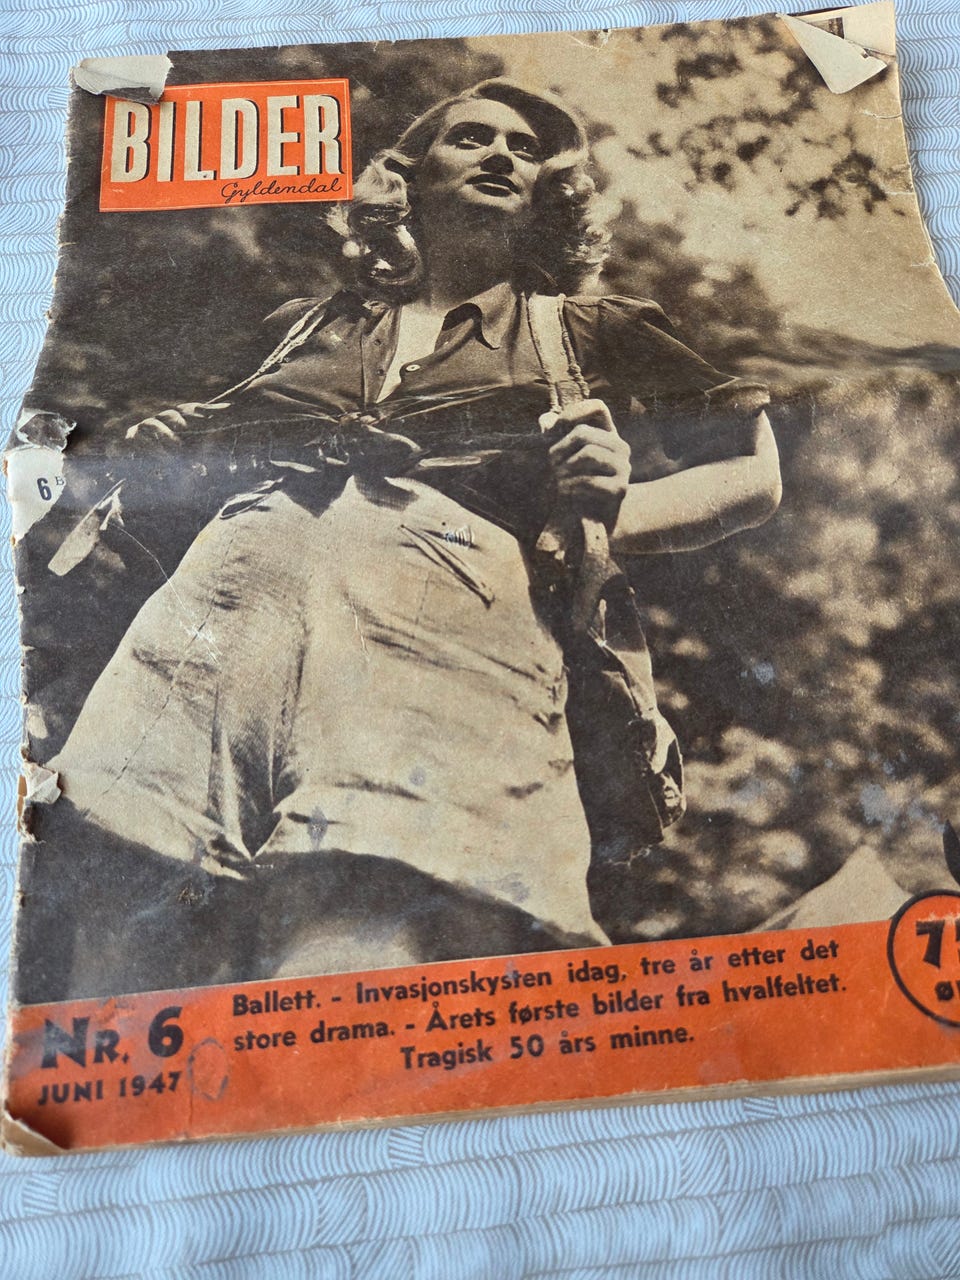 BILDER
Gyldendal
6 B
Nr. 6
JUNI 1947
Ballett. - Invasjonskysten idag, tre år etter det
store drama. - Årets første bilder fra hvalfeltet.
Tragisk 50 års minne.